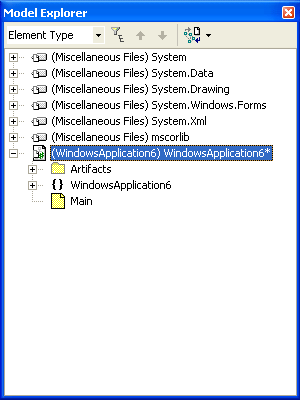 Model Explorer
Element Type
(Miscellaneous Files) System
(Miscellaneous Files) System.Data
(Miscellaneous Files) System.Drawing
(Miscellaneous Files) System.Windows.Forms
(Miscellaneous Files) System.Xml
(Miscellaneous Files) mscorlib
(WindowsApplication6) WindowsApplication6*
Artifacts
{} WindowsApplication6
Main